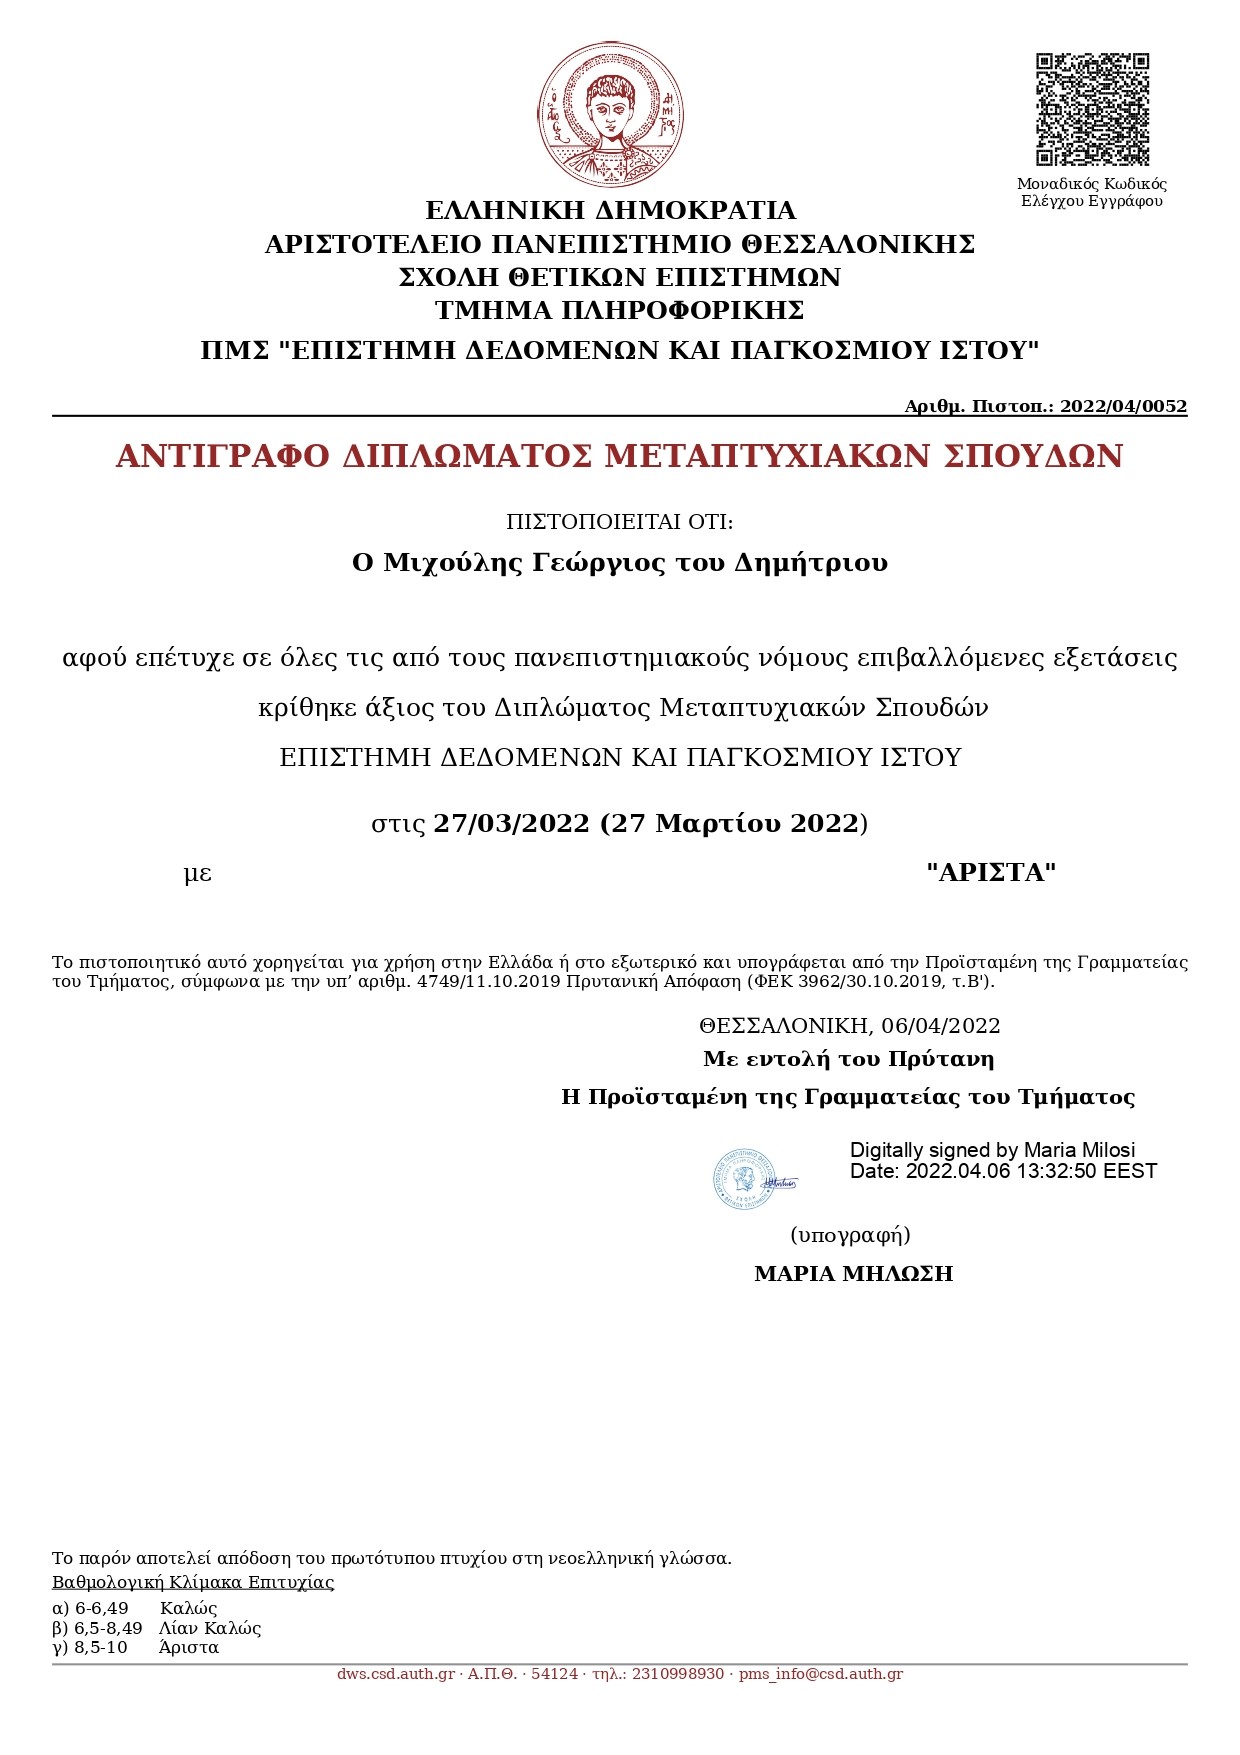 Μοναδικός Κωδικός
Ελέγχου Εγγράφου
ΕΛΛΗΝΙΚΗ ΔΗΜΟΚΡΑΤΙΑ
ΑΡΙΣΤΟΤΕΛΕΙΟ ΠΑΝΕΠΙΣΤΗΜΙΟ ΘΕΣΣΑΛΟΝΙΚΗΣ
ΣΧΟΛΗ ΘΕΤΙΚΩΝ ΕΠΙΣΤΗΜΩΝ
ΤΜΗΜΑ ΠΛΗΡΟΦΟΡΙΚΗΣ
ΠΜΣ "ΕΠΙΣΤΗΜΗ ΔΕΔΟΜΕΝΩΝ ΚΑΙ ΠΑΓΚΟΣΜΙΟΥ ΙΣΤΟΥ"
Αριθμ. Πιστοπ.: 2022/04/0052
ΑΝΤΙΓΡΑΦΟ ΔΙΠΛΩΜΑΤΟΣ ΜΕΤΑΠΤΥΧΙΑΚΩΝ ΣΠΟΥΔΩΝ
ΠΙΣΤΟΠΟΙΕΙΤΑΙ ΟΤΙ:
Ο Μιχούλης Γεώργιος του Δημήτριου
αφού επέτυχε σε όλες τις από τους πανεπιστημιακούς νόμους επιβαλλόμενες εξετάσεις
κρίθηκε άξιος του Διπλώματος Μεταπτυχιακών Σπουδών
ΕΠΙΣΤΗΜΗ ΔΕΔΟΜΕΝΩΝ ΚΑΙ ΠΑΓΚΟΣΜΙΟΥ ΙΣΤΟΥ
στις 27/03/2022 (27 Μαρτίου 2022)
με "ΑΡΙΣΤΑ"
Το πιστοποιητικό αυτό χορηγείται για χρήση στην Ελλάδα ή στο εξωτερικό και υπογράφεται από την Προϊσταμένη της Γραμματείας
του Τμήματος, σύμφωνα με την υπ’ αριθμ. 4749/11.10.2019 Πρυτανική Απόφαση (ΦΕΚ 3962/30.10.2019, τ.Β').
ΘΕΣΣΑΛΟΝΙΚΗ, 06/04/2022
Με εντολή του Πρύτανη
Η Προϊσταμένη της Γραμματείας του Τμήματος
Digitally signed by Maria Milosi
Date: 2022.04.06 13:32:50 EEST
(υπογραφή)
ΜΑΡΙΑ ΜΗΛΩΣΗ
Το παρόν αποτελεί απόδοση του πρωτότυπου πτυχίου στη νεοελληνική γλώσσα.
Βαθμολογική Κλίμακα Επιτυχίας
α) 6-6,49 Καλώς
β) 6,5-8,49 Λίαν Καλώς
γ) 8,5-10 Άριστα
dws.csd.auth.gr · Α.Π.Θ. · 54124 · τηλ.: 2310998930 · pms_info@csd.auth.gr